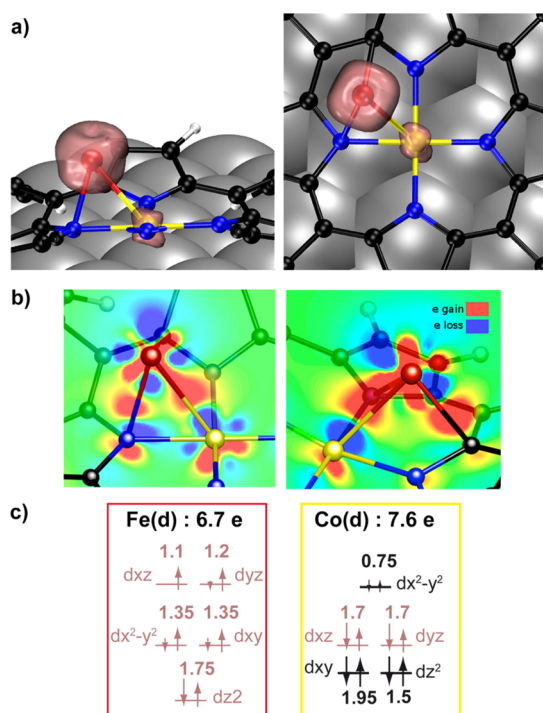 a)
b)
e gain
e loss
c)
Fe(d) : 6.7 e
1.1 1.2
dxz dyz
1.35 1.35
dx²-y² dxy
1.75
dz2
Co(d) : 7.6 e
0.75
dx²-y²
1.7 1.7
dxz dyz
dxy dz²
1.95 1.5